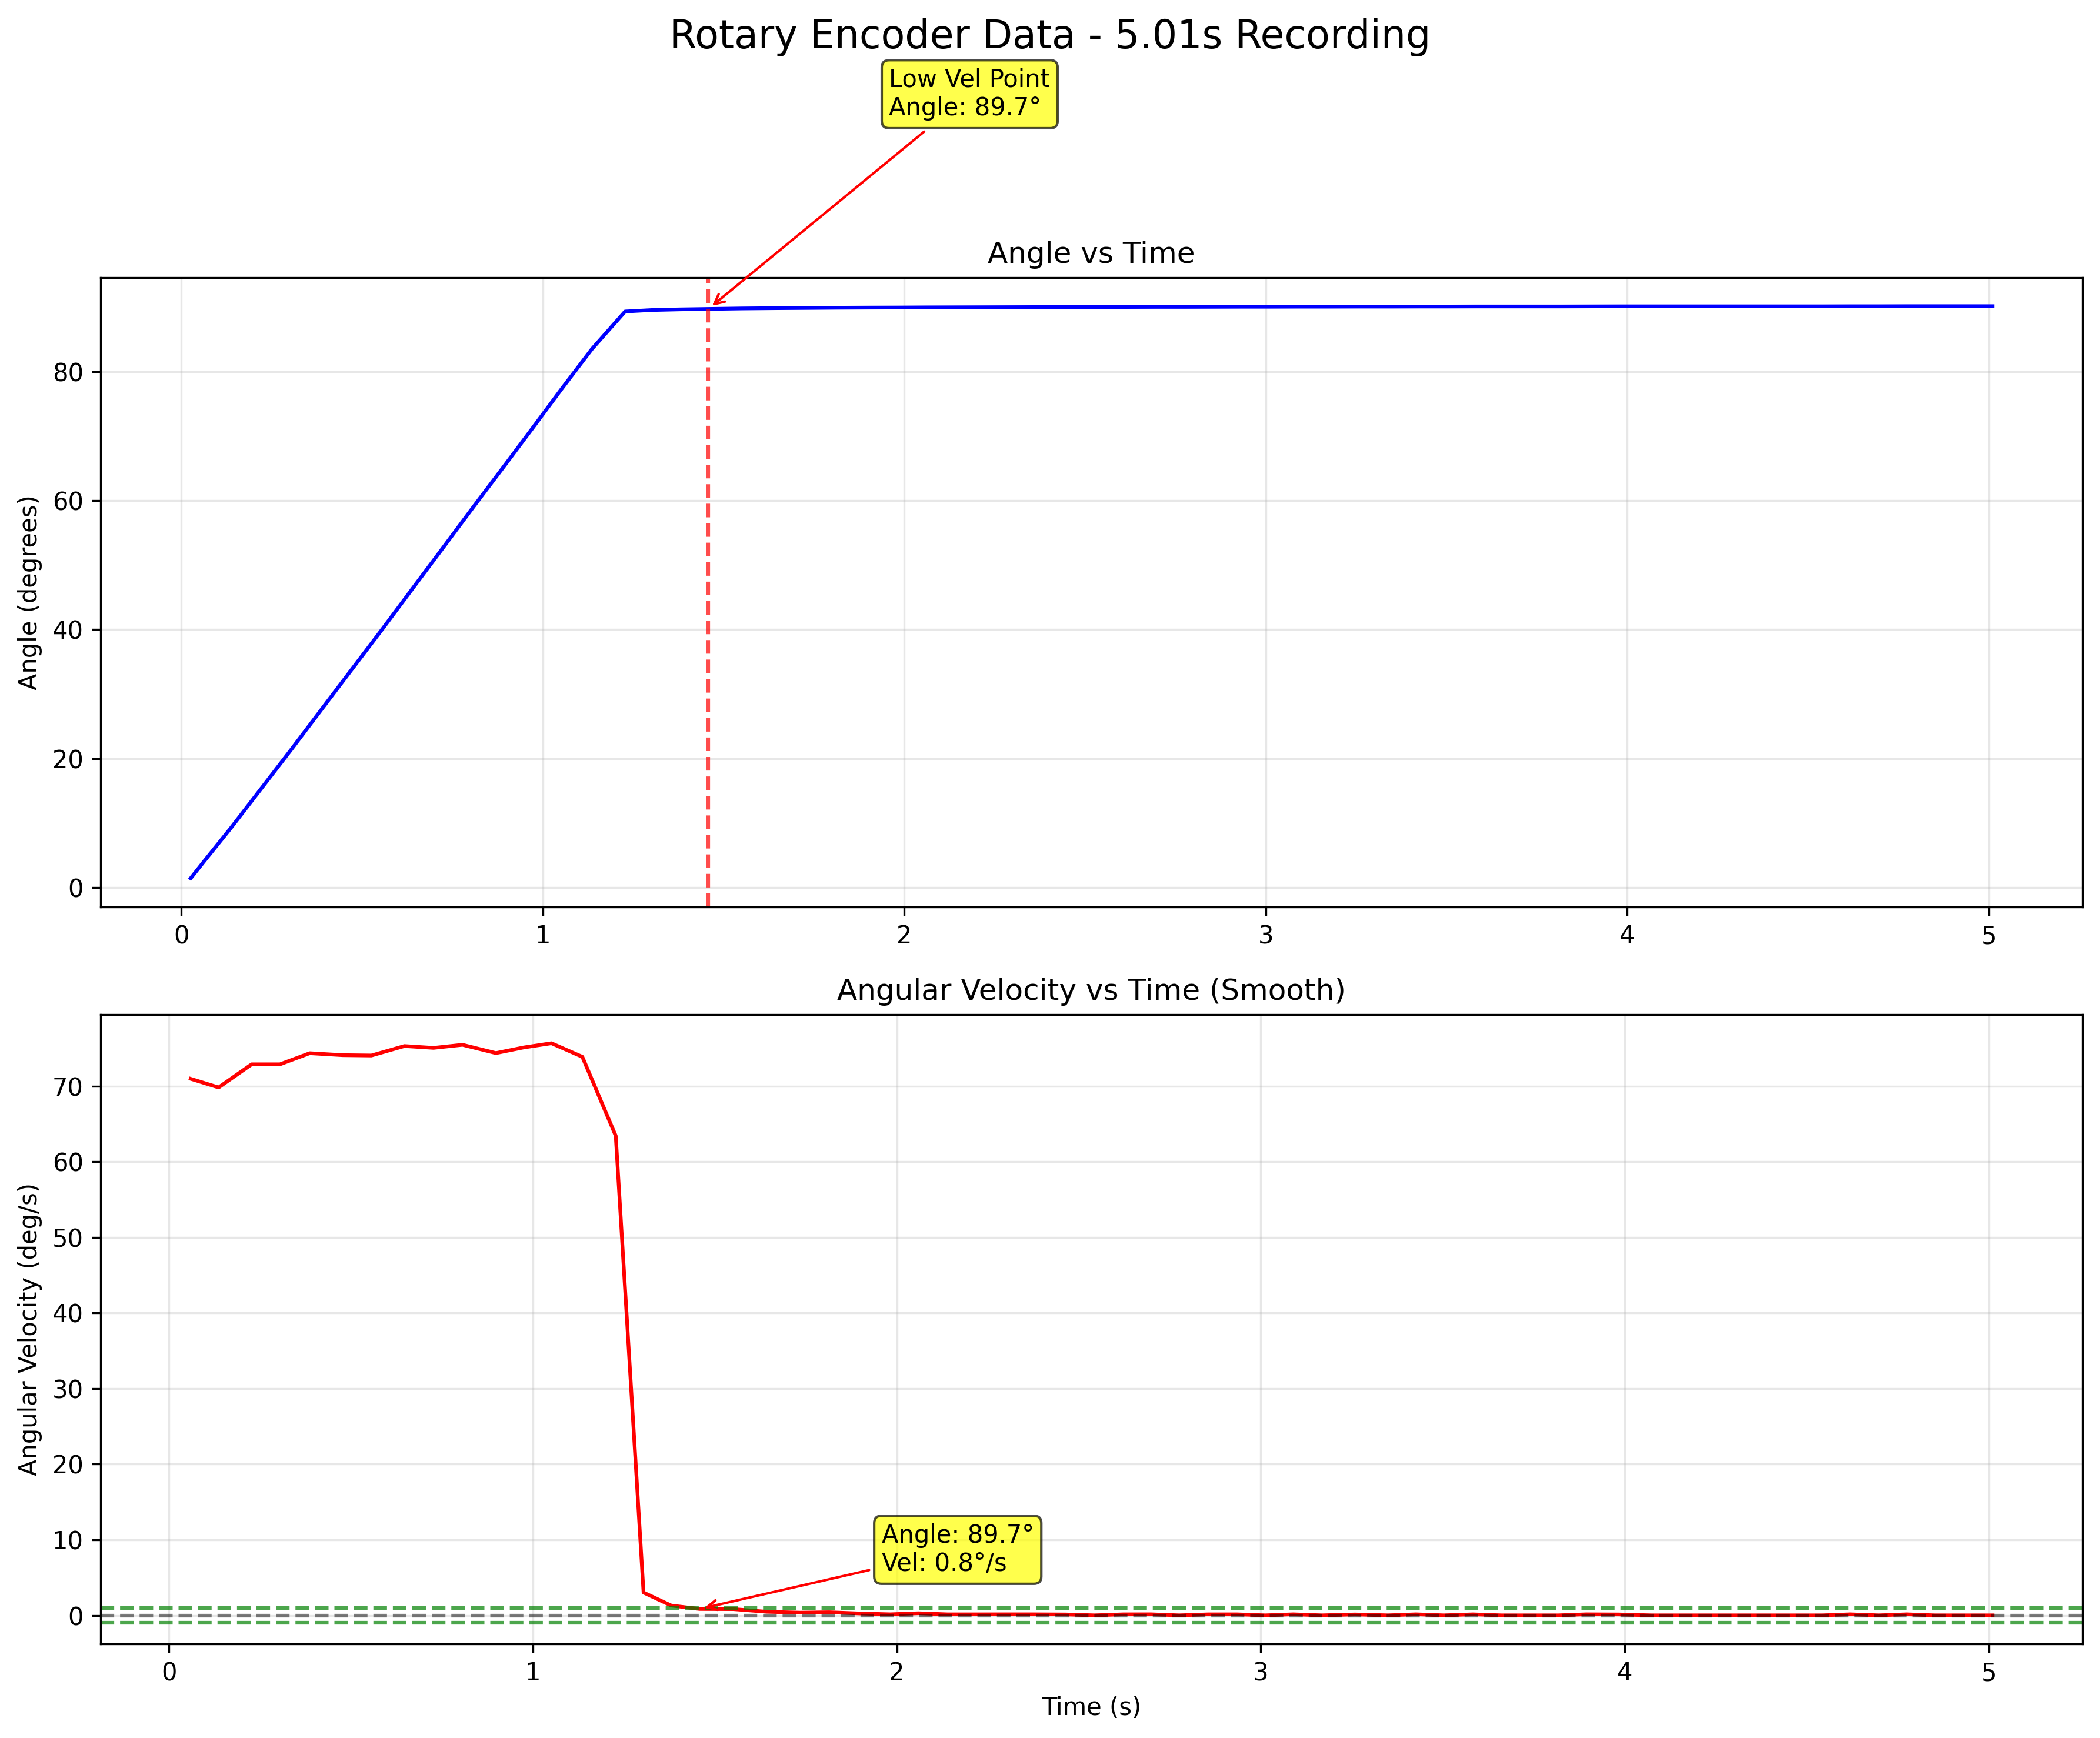 Rotary Encoder Data - 5.01s Recording
Low Vel Point
Angle: 89.7°
Angle vs Time
Angle (degrees)
80
60
40
20
0
0 1 2 3 4 5
Angular Velocity vs Time (Smooth)
Angular Velocity (deg/s)
70
60
50
40
30
20
10
0
Angle: 89.7°
Vel: 0.8°/s
0 1 2 3 4 5
Time (s)